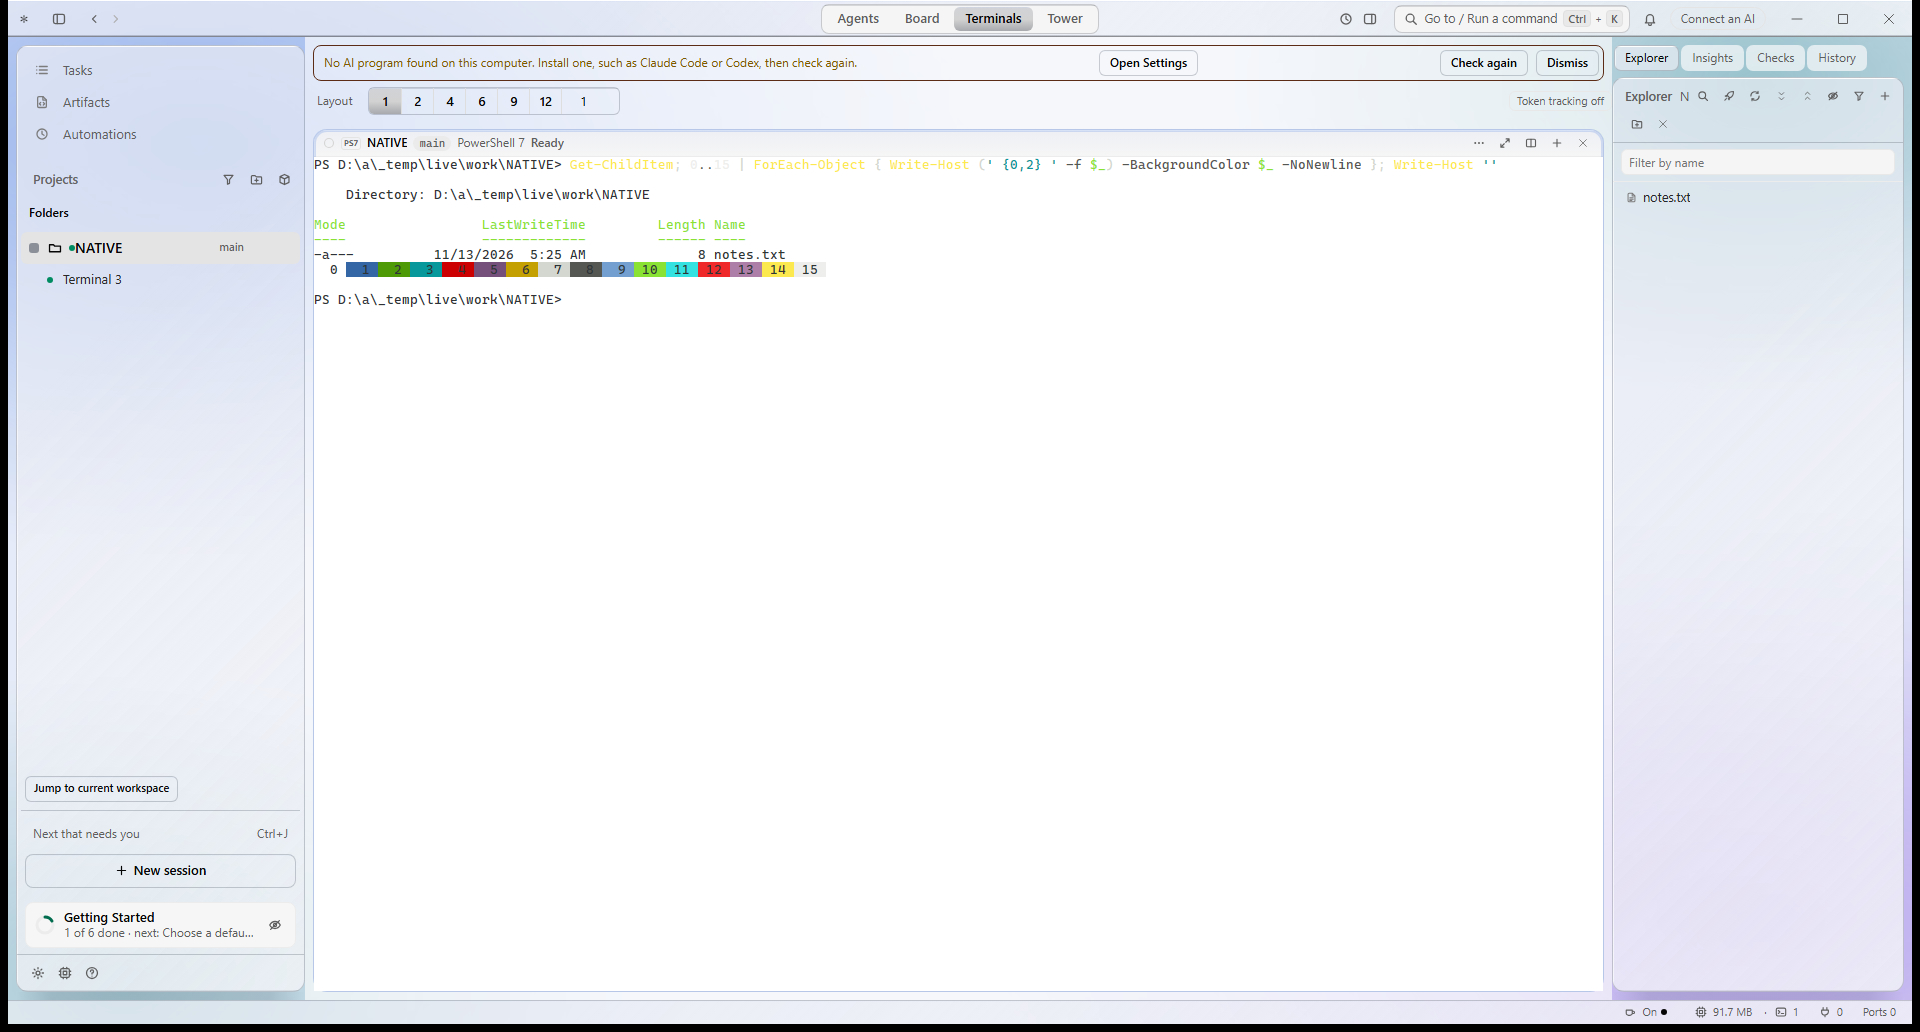 Agents Board Terminals Tower
Go to / Run a command Ctrl + K
Connect an AI
Tasks
Artifacts
Automations
Projects
Folders
NATIVE main
Terminal 3
Jump to current workspace
Next that needs you Ctrl+J
+ New session
Getting Started
1 of 6 done · next: Choose a defau...
No AI program found on this computer. Install one, such as Claude Code or Codex, then check again.
Open Settings
Check again
Dismiss
Layout 1 2 4 6 9 12 1
Token tracking off
PS7 NATIVE main PowerShell 7 Ready
PS D:\a\_temp\live\work\NATIVE> Get-ChildItem; 0..15 | ForEach-Object { Write-Host (' {0,2} ' -f $_) -BackgroundColor $_ -NoNewline }; Write-Host ''
Directory: D:\a\_temp\live\work\NATIVE
Mode LastWriteTime Length Name
---- ------------- ------ ----
-a--- 11/13/2026 5:25 AM 8 notes.txt
0 1 2 3 4 5 6 7 8 9 10 11 12 13 14 15
PS D:\a\_temp\live\work\NATIVE>
Explorer Insights Checks History
Explorer N
Filter by name
notes.txt
On 91.7 MB · 1 0 Ports 0